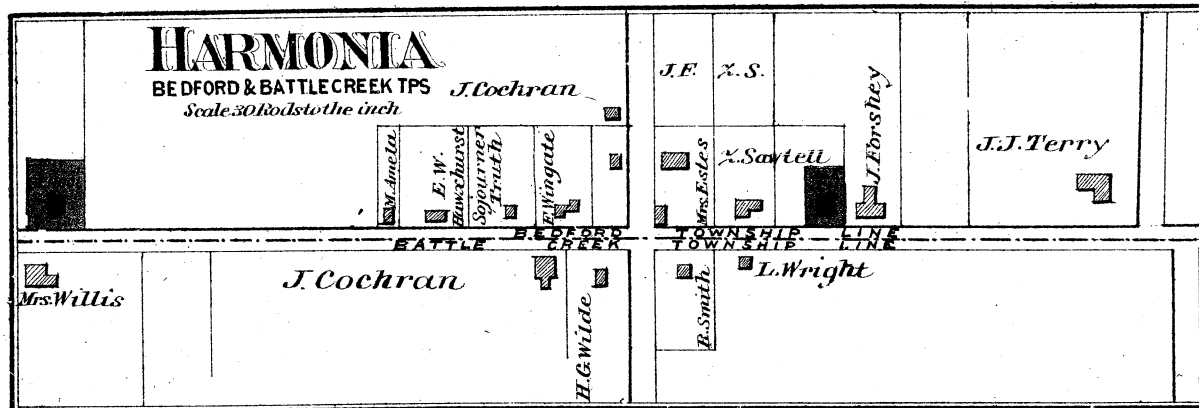 HARMONIA
BEDFORD & BATTLE CREEK TPS
Scale 30 Rods to the inch
J. Cochran
J. F.
Z. S.
J. Forshey
J. J. Terry
M. Ameta
E. W. Hawxhurst
Sojourner Truth
F. Wingate
Mrs. Estes
Z. Sawtell
BEDFORD TOWNSHIP LINE
BATTLE CREEK TOWNSHIP LINE
Mrs. Willis
J. Cochran
H. G. Wilde
R. Smith
L. Wright